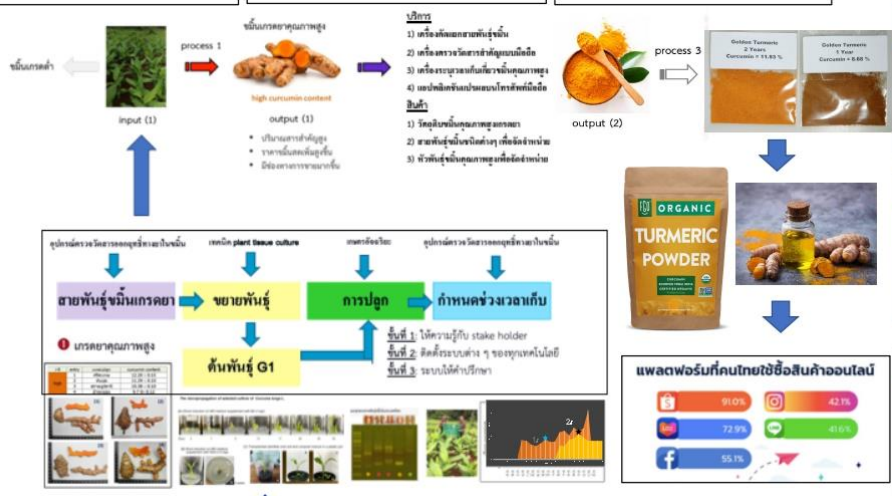 ขมิ้นเกรดต่ำ
input (1)
process 1
ขมิ้นเกรดยาคุณภาพสูง
high curcumin content
output (1)
ปริมาณสารสำคัญสูง
ราคาขมิ้นสดเพิ่มสูงขึ้น
มีช่องทางการขายมากขึ้น
บริการ
1) เครื่องคัดแยกสายพันธุ์ขมิ้น
2) เครื่องตรวจวัดสารสำคัญแบบมือถือ
3) เครื่องระบุเวลาเก็บเกี่ยวขมิ้นคุณภาพสูง
4) แอปพลิเคชันแปรผลบนโทรศัพท์มือถือ
สินค้า
1) วัตถุดิบขมิ้นคุณภาพสูงเกรดยา
2) สายพันธุ์ขมิ้นชนิดต่างๆ เพื่อจัดจำหน่าย
3) หัวพันธุ์ขมิ้นคุณภาพสูงเพื่อจัดจำหน่าย
output (2)
process 3
Golden Turmeric
2 Years
Curcumin = 11.93 %
Golden Turmeric
1 Year
Curcumin = 8.68 %
ORGANIC
TURMERIC
POWDER
อุปกรณ์ตรวจวัดสารออกฤทธิ์ทางยาในขมิ้น
เทคนิค plant tissue culture
เกษตรอัจฉริยะ
อุปกรณ์ตรวจวัดสารออกฤทธิ์ทางยาในขมิ้น
สายพันธุ์ขมิ้นเกรดยา
ขยายพันธุ์
การปลูก
กำหนดช่วงเวลาเก็บ
เกรดยาคุณภาพสูง
ต้นพันธุ์ G1
ขั้นที่ 1: ให้ความรู้กับ stake holder
ขั้นที่ 2: ติดตั้งระบบต่าง ๆ ของทุกเทคโนโลยี
ขั้นที่ 3: ระบบให้คำปรึกษา
แพลตฟอร์มที่คนไทยใช้ซื้อสินค้าออนไลน์
91.0%
42.1%
72.9%
41.6%
55.1%